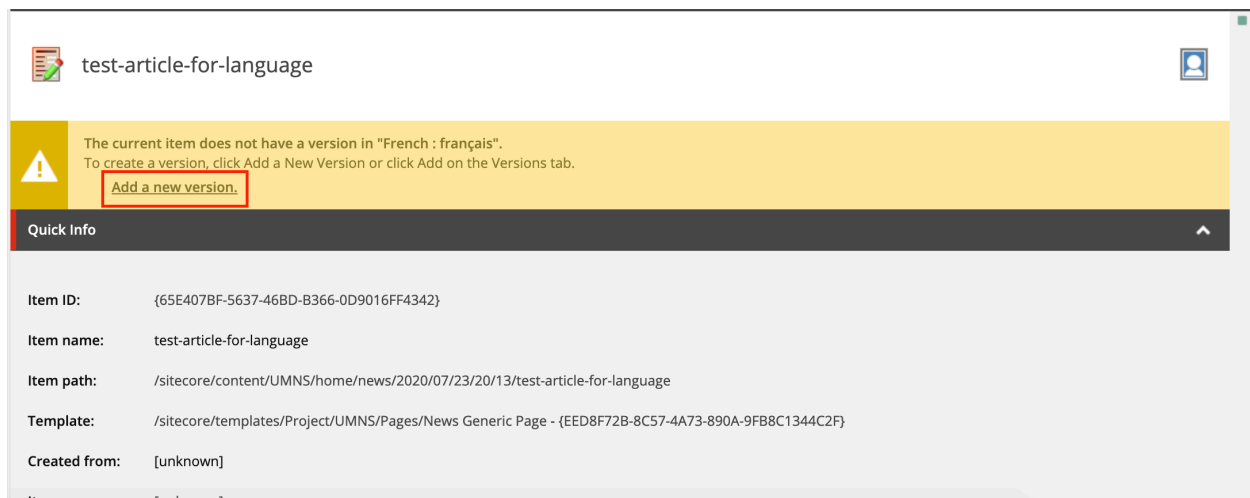 test-article-for-language
The current item does not have a version in "French : français".
To create a version, click Add a New Version or click Add on the Versions tab.
Add a new version.
Quick Info
Item ID: {65E407BF-5637-46BD-B366-0D9016FF4342}
Item name: test-article-for-language
Item path: /sitecore/content/UMNS/home/news/2020/07/23/20/13/test-article-for-language
Template: /sitecore/templates/Project/UMNS/Pages/News Generic Page - {EED8F72B-8C57-4A73-890A-9FB8C1344C2F}
Created from: [unknown]